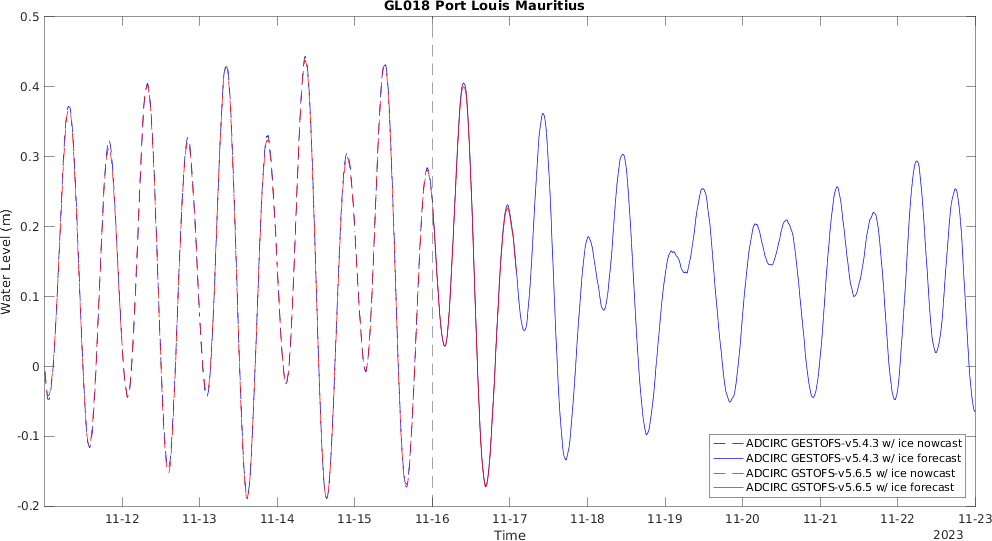 GL018 Port Louis Mauritius
0.5
0.4
0.3
0.2
0.1
0
-0.1
-0.2
Water Level (m)
ADCIRC GESTOFS-v5.4.3 w/ ice nowcast
ADCIRC GESTOFS-v5.4.3 w/ ice forecast
ADCIRC GSTOFS-v5.6.5 w/ ice nowcast
ADCIRC GSTOFS-v5.6.5 w/ ice forecast
11-12 11-13 11-14 11-15 11-16 11-17 11-18 11-19 11-20 11-21 11-22 11-23
Time
2023